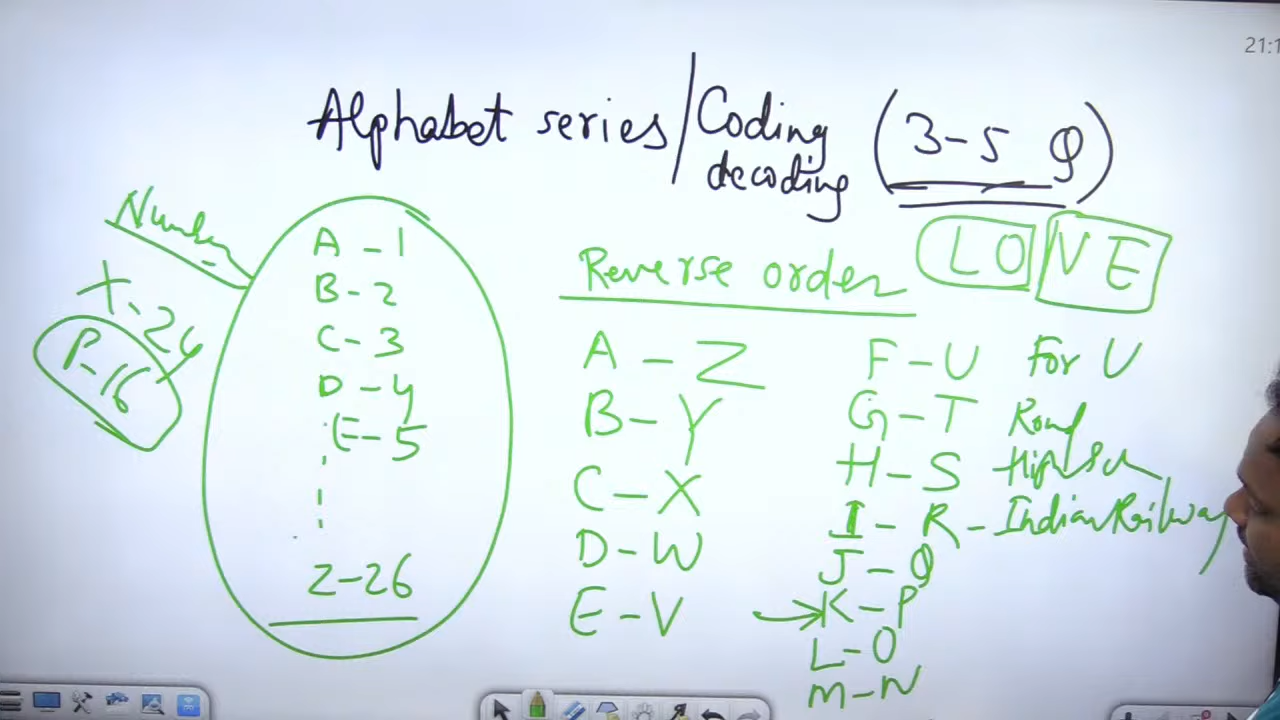 21:1
Alphabet series/Coding decoding (3-5 Q)
Number
X-24
P-16
A-1
B-2
C-3
D-4
E-5
Z-26
Reverse order
LOVE
A-Z
B-Y
C-X
D-W
E-V
F-U For U
G-T
H-S
I-R-Indian Railway
J-Q
K-P
L-O
M-N